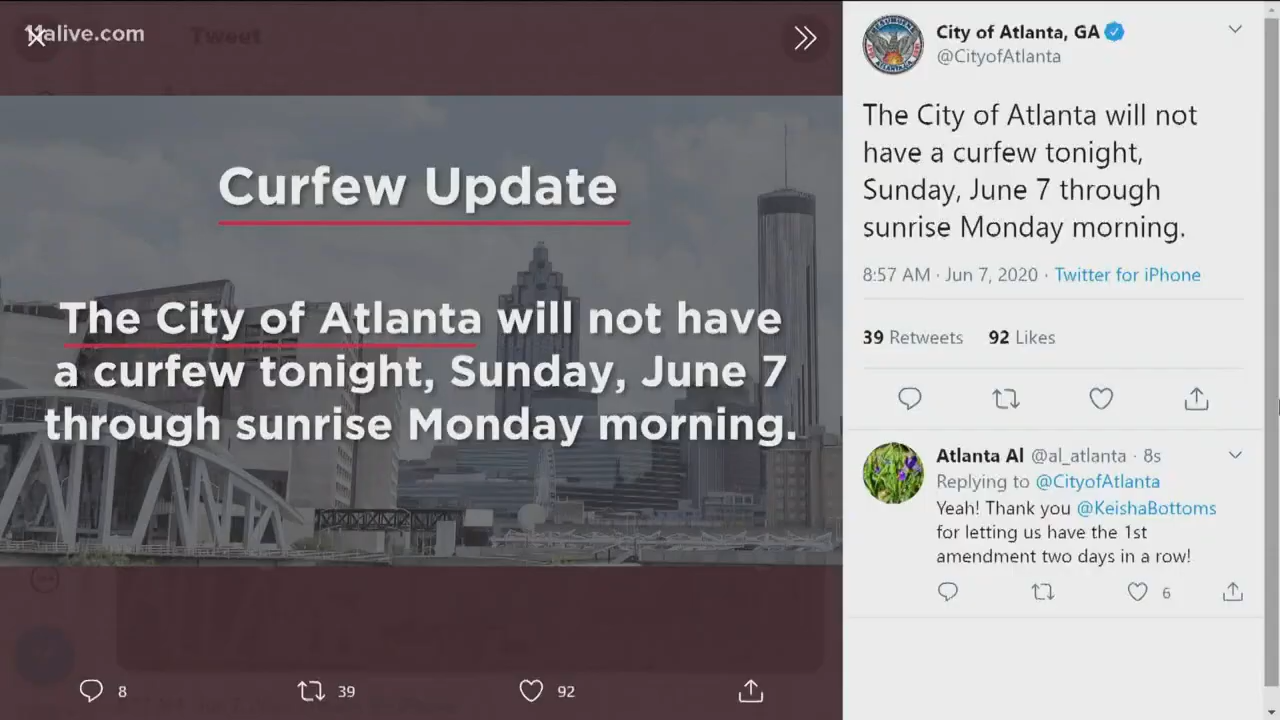 11alive.com
Tweet
Curfew Update
The City of Atlanta will not have
a curfew tonight, Sunday, June 7
through sunrise Monday morning.
8 39 92
City of Atlanta, GA
@CityofAtlanta
The City of Atlanta will not
have a curfew tonight,
Sunday, June 7 through
sunrise Monday morning.
8:57 AM · Jun 7, 2020 · Twitter for iPhone
39 Retweets 92 Likes
Atlanta Al @al_atlanta · 8s
Replying to @CityofAtlanta
Yeah! Thank you @KeishaBottoms
for letting us have the 1st
amendment two days in a row!
6